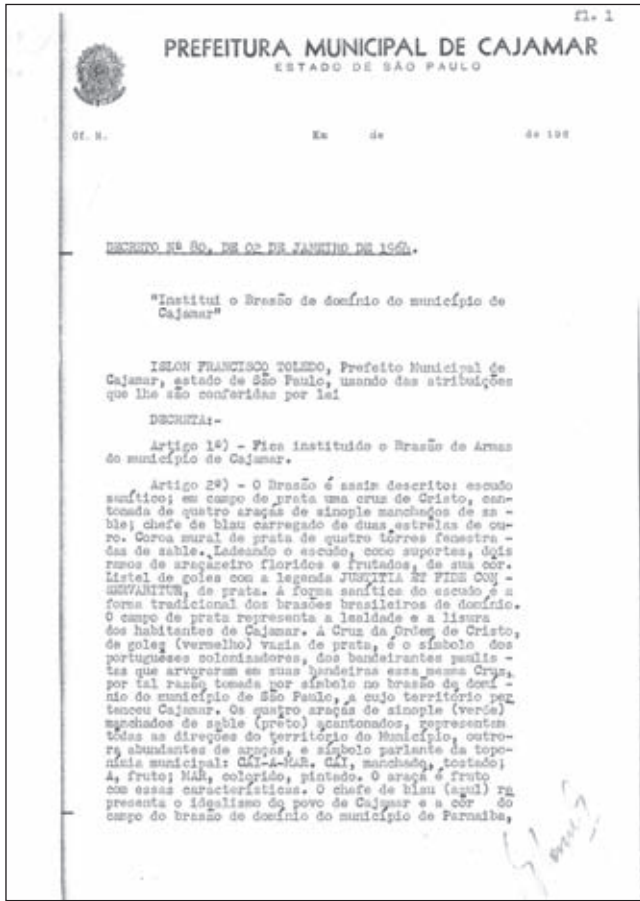 fl. 1
PREFEITURA MUNICIPAL DE CAJAMAR
ESTADO DE SÃO PAULO
Of. N. Em de de 196
DECRETO Nº 80, DE 02 DE JANEIRO DE 1964.
"Institui o Brasão de domínio do município de
Cajamar"
ISLON FRANCISCO TOLEDO, Prefeito Municipal de
Cajamar, estado de São Paulo, usando das atribuições
que lhe são conferidas por lei
DECRETA:-
Artigo 1º) - Fica instituido o Brasão de Armas
do município de Cajamar.
Artigo 2º) - O Brasão é assim descrito: escudo
sanítico; em campo de prata uma cruz de Cristo, can-
tonada de quatro araçás de sinople manchados de sa -
ble; chefe de blau carregado de duas estrelas de ou-
ro. Coroa mural de prata de quatro tôrres fenestra -
das de sable. Ladeando o escudo, como suportes, dois
ramos de araçazeiro floridos e frutados, de sua côr.
Listel de goles com a legenda JUSTITIA ET FIDE CON -
SERVABITUR, de prata. A forma sanítica do escudo é a
forma tradicional dos brasões brasileiros de domínio.
O campo de prata representa a lealdade e a lisura
dos habitantes de Cajamar. A Cruz da Ordem de Cristo,
de goles (vermelho) vazia de prata, é o símbolo dos
portuguêses colonizadores, dos bandeirantes paulis -
tas que arvoraram em suas bandeiras essa mesma Cruz,
por tal razão tomada por símbolo no brasão de domí -
nio do município de São Paulo, a cujo território per
tenceu Cajamar. Os quatro araçás de sinople (verde)
manchados de sable (preto) acantonados, representam
tôdas as direções do território do Município, outro-
ra abundantes de araçás, e símbolo parlante da topo-
nímia municipal: CAI-A-MAR. CAI, manchado, tostado;
A, fruto; MAR, colorido, pintado. O araçá é fruto
com essas características. O chefe de blau (azul) re
presenta o idealismo do povo de Cajamar e a côr do
campo do brasão de domínio do município de Parnaiba,